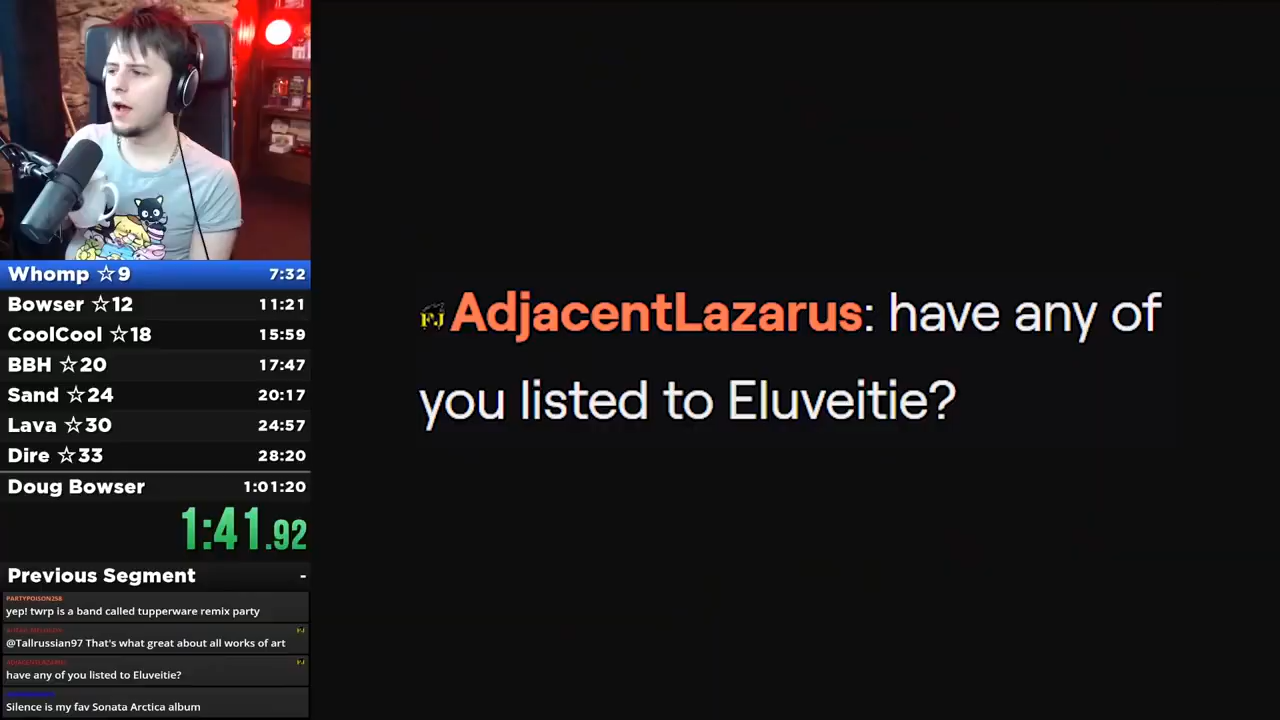 Whomp ☆9 7:32
Bowser ☆12 11:21
CoolCool ☆18 15:59
BBH ☆20 17:47
Sand ☆24 20:17
Lava ☆30 24:57
Dire ☆33 28:20
Doug Bowser 1:01:20
1:41.92
Previous Segment -
PARTYPOISON258
yep! twrp is a band called tupperware remix party
@Tallrussian97 That's what great about all works of art
ADJACENTLAZARUS
have any of you listed to Eluveitie?
Silence is my fav Sonata Arctica album
FJ AdjacentLazarus: have any of
you listed to Eluveitie?